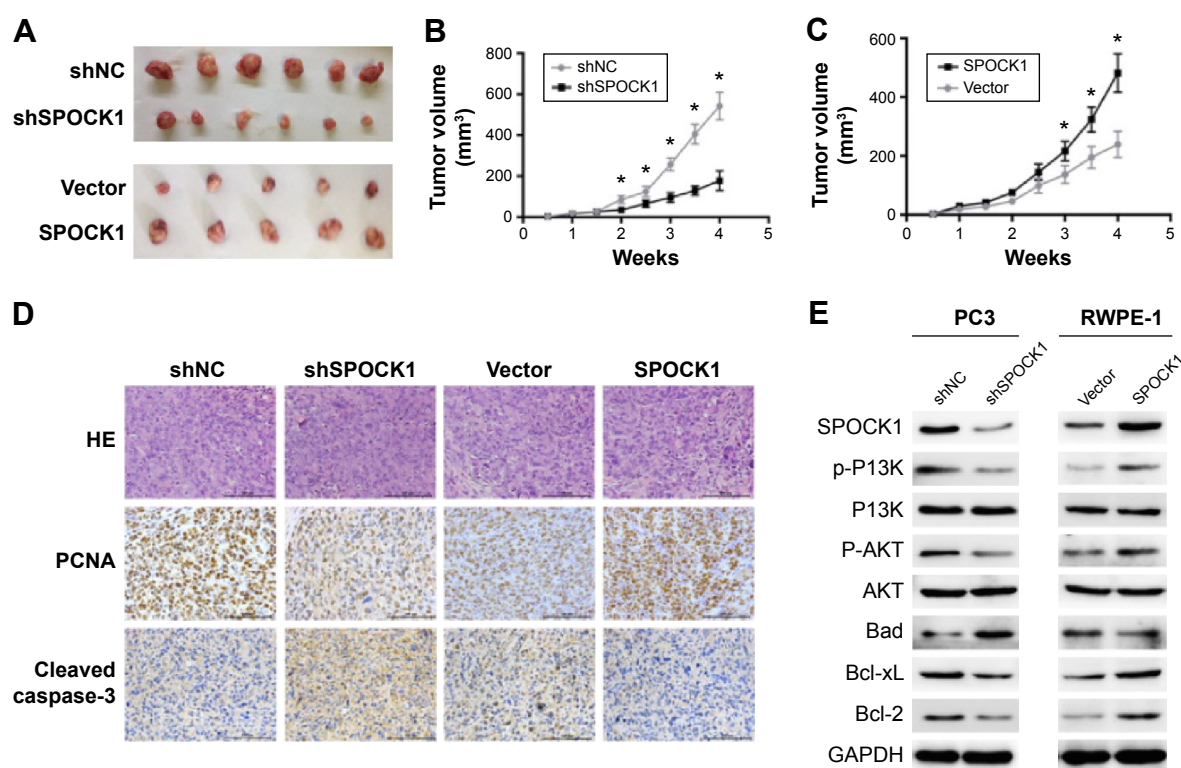 A
shNC
shSPOCK1
Vector
SPOCK1
B
Tumor volume
(mm³)
800
600
400
200
0
shNC
shSPOCK1
*
*
*
*
*
0
1
2
3
4
5
Weeks
C
Tumor volume
(mm³)
600
400
200
0
SPOCK1
Vector
*
*
*
0
1
2
3
4
5
Weeks
D
shNC
shSPOCK1
Vector
SPOCK1
HE
PCNA
Cleaved
caspase-3
E
PC3
RWPE-1
shNC
shSPOCK1
Vector
SPOCK1
SPOCK1
p-P13K
P13K
P-AKT
AKT
Bad
Bcl-xL
Bcl-2
GAPDH